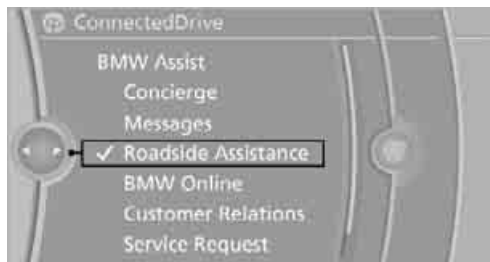 ConnectedDrive
BMW Assist
Concierge
Messages
Roadside Assistance
BMW Online
Customer Relations
Service Request